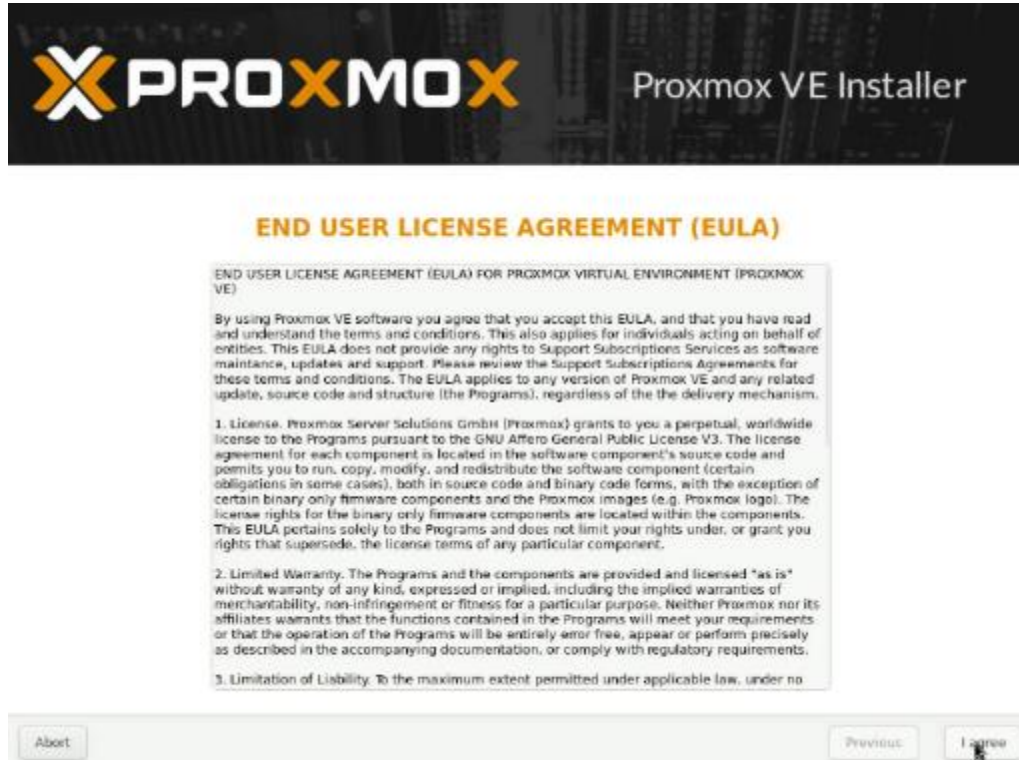 PROXMOX
Proxmox VE Installer
END USER LICENSE AGREEMENT (EULA)
END USER LICENSE AGREEMENT (EULA) FOR PROXMOX VIRTUAL ENVIRONMENT (PROXMOX
VE)
By using Proxmox VE software you agree that you accept this EULA, and that you have read
and understand the terms and conditions. This also applies for individuals acting on behalf of
entities. This EULA does not provide any rights to Support Subscriptions Services as software
maintance, updates and support. Please review the Support Subscriptions Agreements for
these terms and conditions. The EULA applies to any version of Proxmox VE and any related
update, source code and structure (the Programs), regardless of the the delivery mechanism.
1. License. Proxmox Server Solutions GmbH (Proxmox) grants to you a perpetual, worldwide
license to the Programs pursuant to the GNU Affero General Public License V3. The license
agreement for each component is located in the software component's source code and
permits you to run, copy, modify, and redistribute the software component (certain
obligations in some cases), both in source code and binary code forms, with the exception of
certain binary only firmware components and the Proxmox images (e.g. Proxmox logo). The
license rights for the binary only firmware components are located within the components.
This EULA pertains solely to the Programs and does not limit your rights under, or grant you
rights that supersede, the license terms of any particular component.
2. Limited Warranty. The Programs and the components are provided and licensed "as is"
without warranty of any kind, expressed or implied, including the implied warranties of
merchantability, non-infringement or fitness for a particular purpose. Neither Proxmox nor its
affiliates warrants that the functions contained in the Programs will meet your requirements
or that the operation of the Programs will be entirely error free, appear or perform precisely
as described in the accompanying documentation, or comply with regulatory requirements.
3. Limitation of Liability. To the maximum extent permitted under applicable law, under no
Abort
Previous
I agree